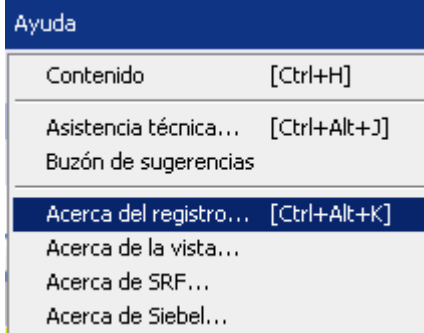 Ayuda
Contenido [Ctrl+H]
Asistencia técnica... [Ctrl+Alt+J]
Buzón de sugerencias
Acerca del registro... [Ctrl+Alt+K]
Acerca de la vista...
Acerca de SRF...
Acerca de Siebel...